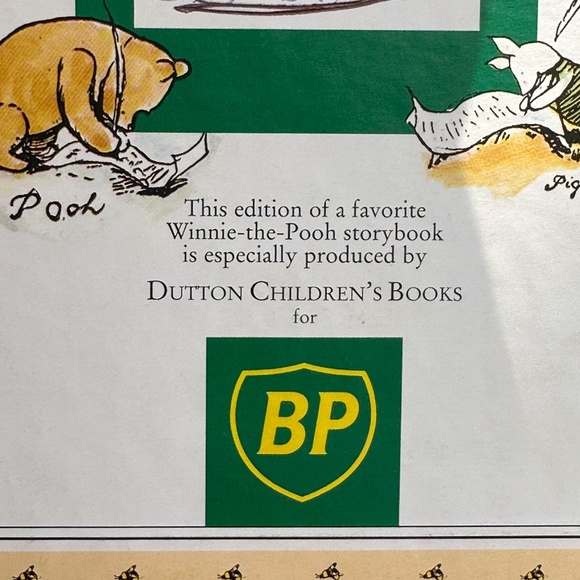 Pooh
This edition of a favorite
Winnie-the-Pooh storybook
is especially produced by
DUTTON CHILDREN'S BOOKS
for
BP